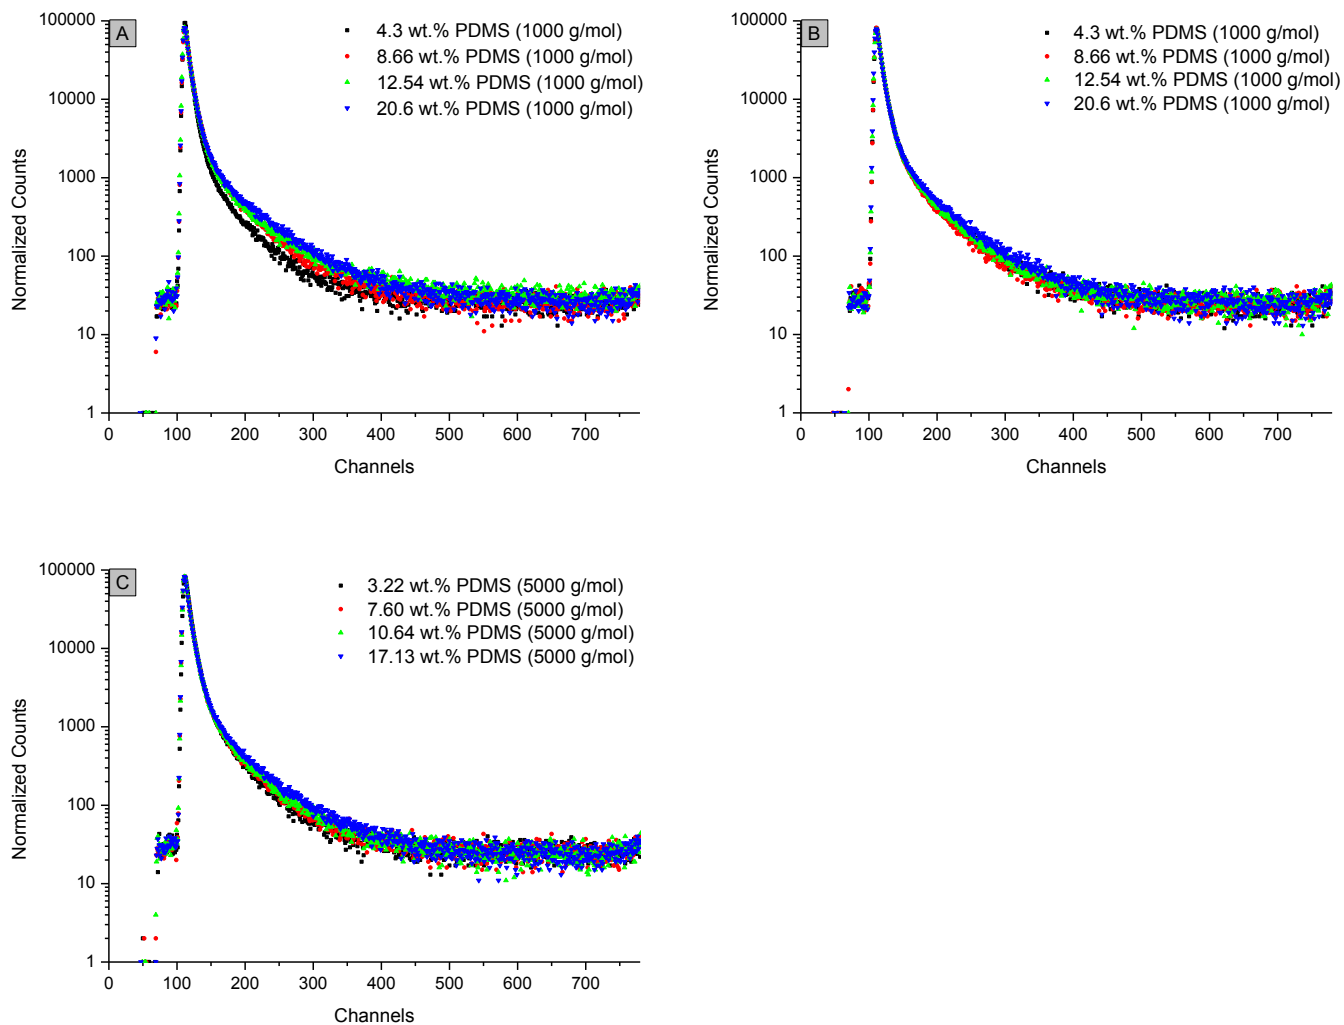 A
4.3 wt.% PDMS (1000 g/mol)
8.66 wt.% PDMS (1000 g/mol)
12.54 wt.% PDMS (1000 g/mol)
20.6 wt.% PDMS (1000 g/mol)
Normalized Counts
100000
10000
1000
100
10
1
0 100 200 300 400 500 600 700
Channels
B
4.3 wt.% PDMS (1000 g/mol)
8.66 wt.% PDMS (1000 g/mol)
12.54 wt.% PDMS (1000 g/mol)
20.6 wt.% PDMS (1000 g/mol)
Normalized Counts
100000
10000
1000
100
10
1
0 100 200 300 400 500 600 700
Channels
C
3.22 wt.% PDMS (5000 g/mol)
7.60 wt.% PDMS (5000 g/mol)
10.64 wt.% PDMS (5000 g/mol)
17.13 wt.% PDMS (5000 g/mol)
Normalized Counts
100000
10000
1000
100
10
1
0 100 200 300 400 500 600 700
Channels